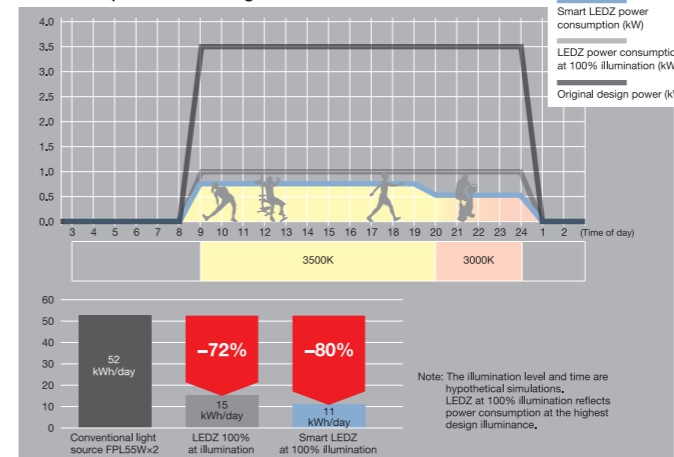 Smart LEDZ power
consumption (kW)
LEDZ power
at 100% illumination
Original design power
4.0
3.5
3.0
2.5
2.0
1.5
1.0
0.5
0.0
3 4 5 6 7 8 9 10 11 12 13 14 15 16 17 18 19 20 21 22 23 24 1 2 (Time of day)
3500K 3000K
60
50
40
30
20
10
0
52
kWh/day
–72%
15
kWh/day
–80%
11
kWh/day
Conventional light
source FPL55W×2
LEDZ 100%
at illumination
Smart LEDZ
at 100% illumination
Note: The illumination level and time are
hypothetical simulations.
LEDZ at 100% illumination reflects
power consumption at the highest
design illuminance.